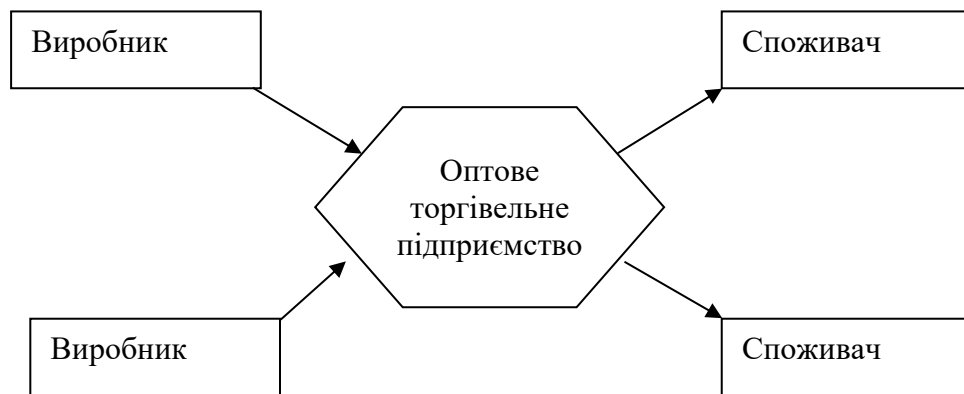 Виробник
Споживач
Оптове
торгівельне
підприємство
Виробник
Споживач